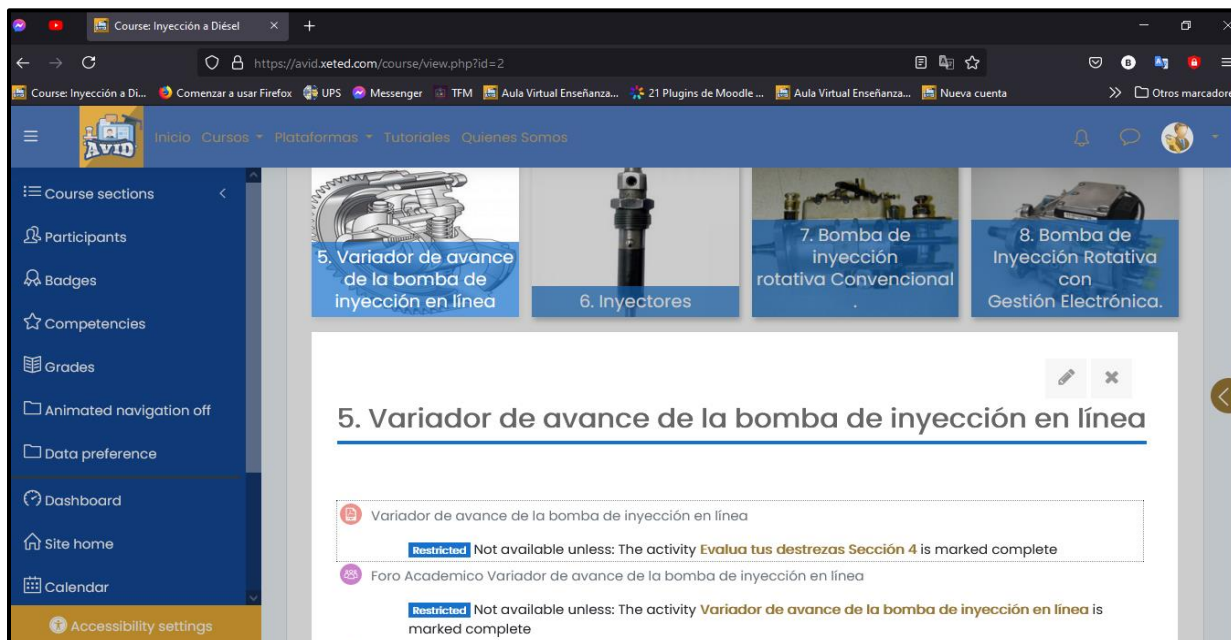 Course: Inyección a Diésel
https://avid.xeted.com/course/view.php?id=2
Course: Inyección a Di...
Comenzar a usar Firefox
UPS
Messenger
TFM
Aula Virtual Enseñanza...
21 Plugins de Moodle ...
Aula Virtual Enseñanza...
Nueva cuenta
Otros marcadore
AVID
Inicio
Cursos
Plataformas
Tutoriales
Quienes Somos
Course sections
Participants
Badges
Competencies
Grades
Animated navigation off
Data preference
Dashboard
Site home
Calendar
Accessibility settings
5. Variador de avance
de la bomba de
inyección en línea
6. Inyectores
7. Bomba de
inyección
rotativa Convencional
.
8. Bomba de
Inyección Rotativa
con
Gestión Electrónica.
5. Variador de avance de la bomba de inyección en línea
Variador de avance de la bomba de inyección en línea
Restricted Not available unless: The activity Evalua tus destrezas Sección 4 is marked complete
Foro Academico Variador de avance de la bomba de inyección en línea
Restricted Not available unless: The activity Variador de avance de la bomba de inyección en línea is
marked complete